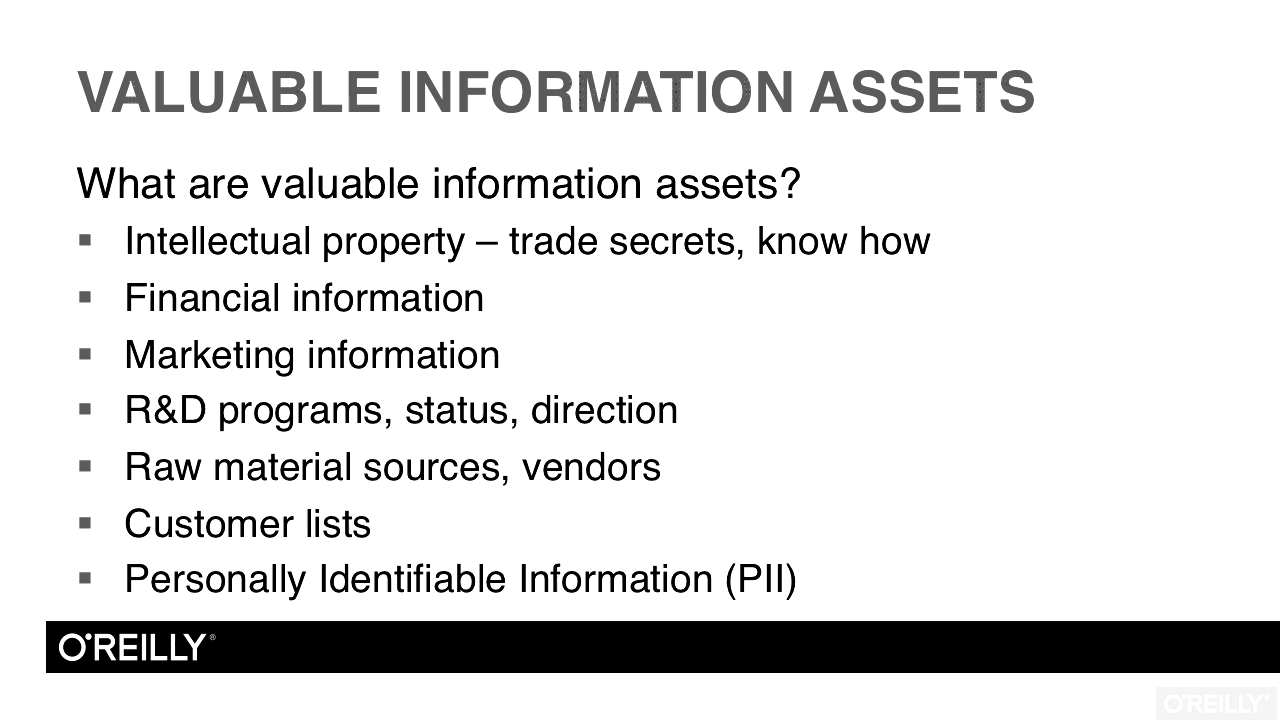 VALUABLE INFORMATION ASSETS
What are valuable information assets?
▪ Intellectual property – trade secrets, know how
▪ Financial information
▪ Marketing information
▪ R&D programs, status, direction
▪ Raw material sources, vendors
▪ Customer lists
▪ Personally Identifiable Information (PII)
O'REILLY®
O'REILLY®